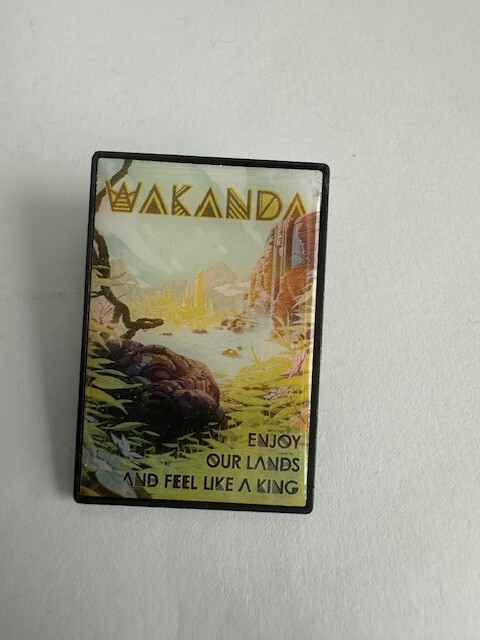 WAKANDA
ENJOY
OUR LANDS
AND FEEL LIKE A KING